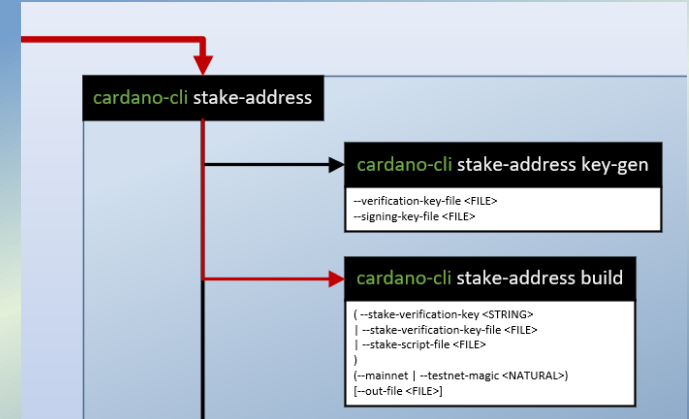 cardano-cli stake-address
cardano-cli stake-address key-gen
--verification-key-file <FILE>
--signing-key-file <FILE>
cardano-cli stake-address build
( --stake-verification-key <STRING>
| --stake-verification-key-file <FILE>
| --stake-script-file <FILE>
)
(--mainnet | --testnet-magic <NATURAL>)
[--out-file <FILE>]